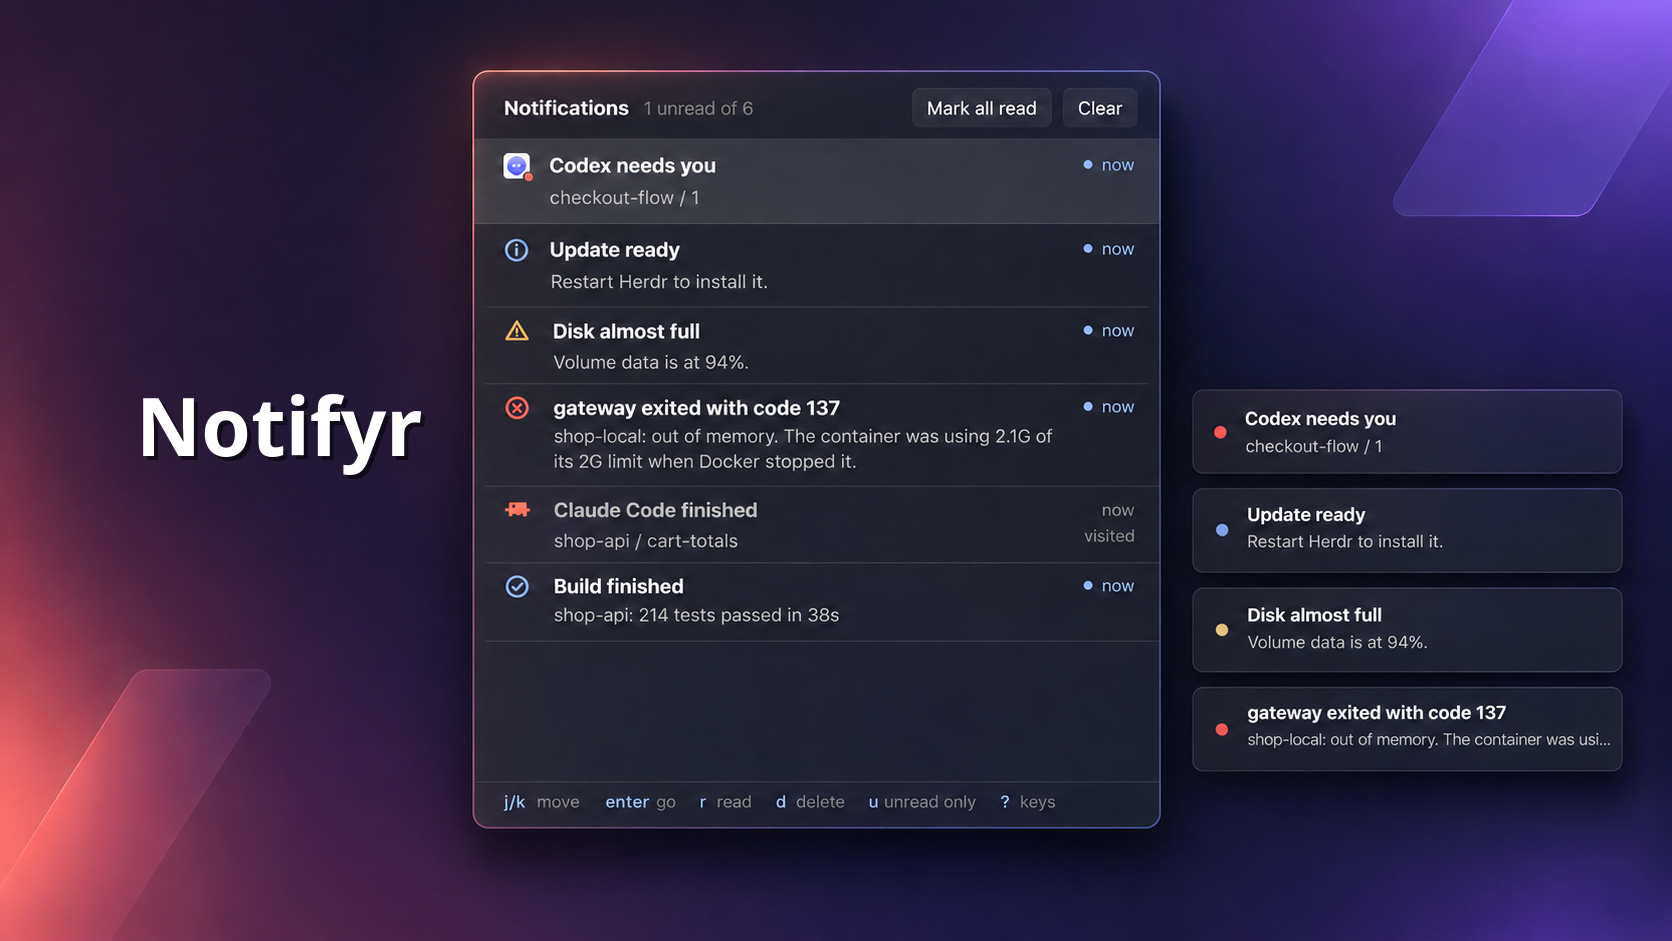 Notifyr
Notifications 1 unread of 6 Mark all read Clear
Codex needs you now
checkout-flow / 1
Update ready now
Restart Herdr to install it.
Disk almost full now
Volume data is at 94%.
gateway exited with code 137 now
shop-local: out of memory. The container was using 2.1G of
its 2G limit when Docker stopped it.
Claude Code finished now
shop-api / cart-totals visited
Build finished now
shop-api: 214 tests passed in 38s
j/k move enter go r read d delete u unread only ? keys
Codex needs you
checkout-flow / 1
Update ready
Restart Herdr to install it.
Disk almost full
Volume data is at 94%.
gateway exited with code 137
shop-local: out of memory. The container was usi...